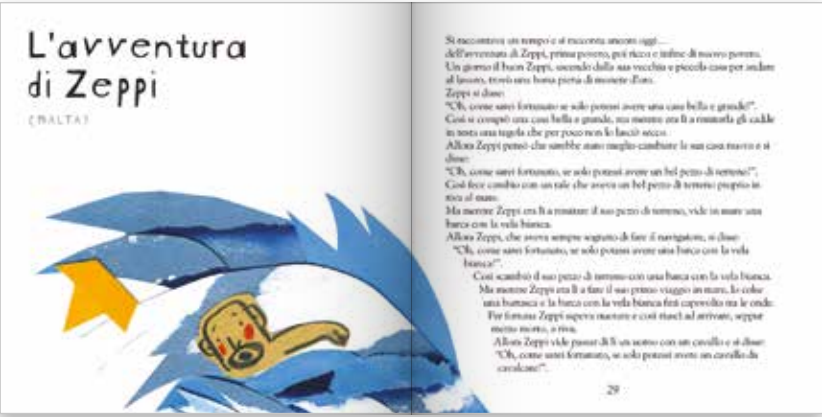 L'avventura
di Zeppi
(MALTA)
Si raccontava un tempo e si racconta ancora oggi...
dell'avventura di Zeppi, prima povero, poi ricco e infine di nuovo povero.
Un giorno il buon Zeppi, uscendo dalla sua vecchia e piccola casa per andare
al lavoro, trovò una borsa piena di monete d'oro.
Zeppi si disse:
"Oh, come sarei fortunato se solo potessi avere una casa bella e grande!".
Così si comprò una casa bella e grande, ma mentre era lì a rimirarla gli cadde
in testa una tegola che per poco non lo lasciò secco.
Allora Zeppi pensò che sarebbe stato meglio cambiare la sua casa nuova e si
disse:
"Oh, come sarei fortunato, se solo potessi avere un bel pezzo di terreno!".
Così fece cambio con un tale che aveva un bel pezzo di terreno proprio in
riva al mare.
Ma mentre Zeppi era lì a rimirare il suo pezzo di terreno, vide in mare una
barca con la vela bianca.
Allora Zeppi, che aveva sempre sognato di fare il navigatore, si disse:
"Oh, come sarei fortunato, se solo potessi avere una barca con la vela
bianca!".
Così scambiò il suo pezzo di terreno con una barca con la vela bianca.
Ma mentre Zeppi era lì a fare il suo primo viaggio in mare, lo colse
una burrasca e la barca con la vela bianca finì capovolta tra le onde.
Per fortuna Zeppi sapeva nuotare e così riuscì ad arrivare, seppur
mezzo morto, a riva.
Allora Zeppi vide passar di lì un uomo con un cavallo e si disse:
"Oh, come sarei fortunato, se solo potessi avere un cavallo da
cavalcare!".
29